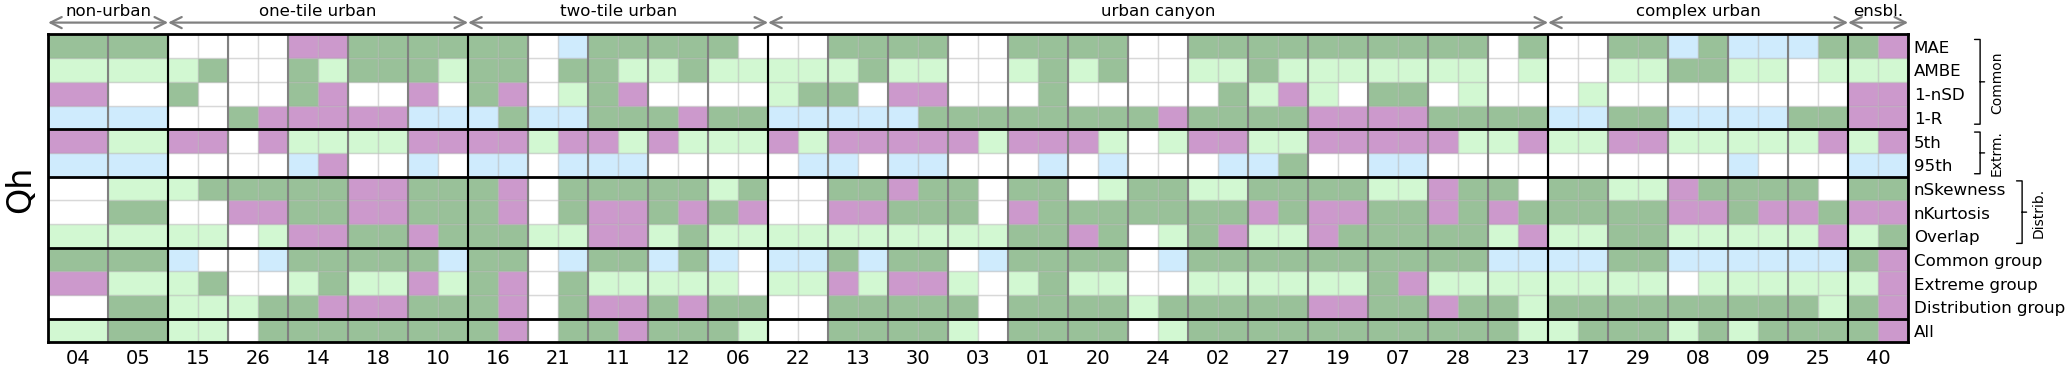 non-urban one-tile urban two-tile urban urban canyon complex urban ensbl.
MAE
AMBE
1-nSD
1-R
Common
5th
95th
Extrm.
nSkewness
nKurtosis
Overlap
Distrib.
Common group
Extreme group
Distribution group
All
Qh
04 05 15 26 14 18 10 16 21 11 12 06 22 13 30 03 01 20 24 02 27 19 07 28 23 17 29 08 09 25 40